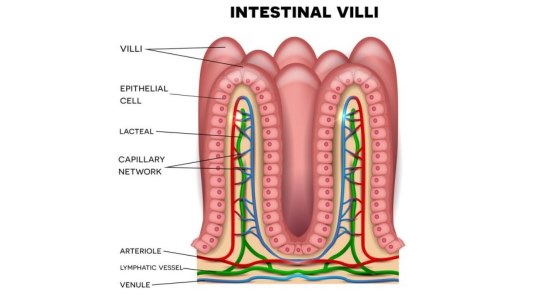 INTESTINAL VILLI
VILLI
EPITHELIAL
CELL
LACTEAL
CAPILLARY
NETWORK
ARTERIOLE
LYMPHATIC VESSEL
VENULE